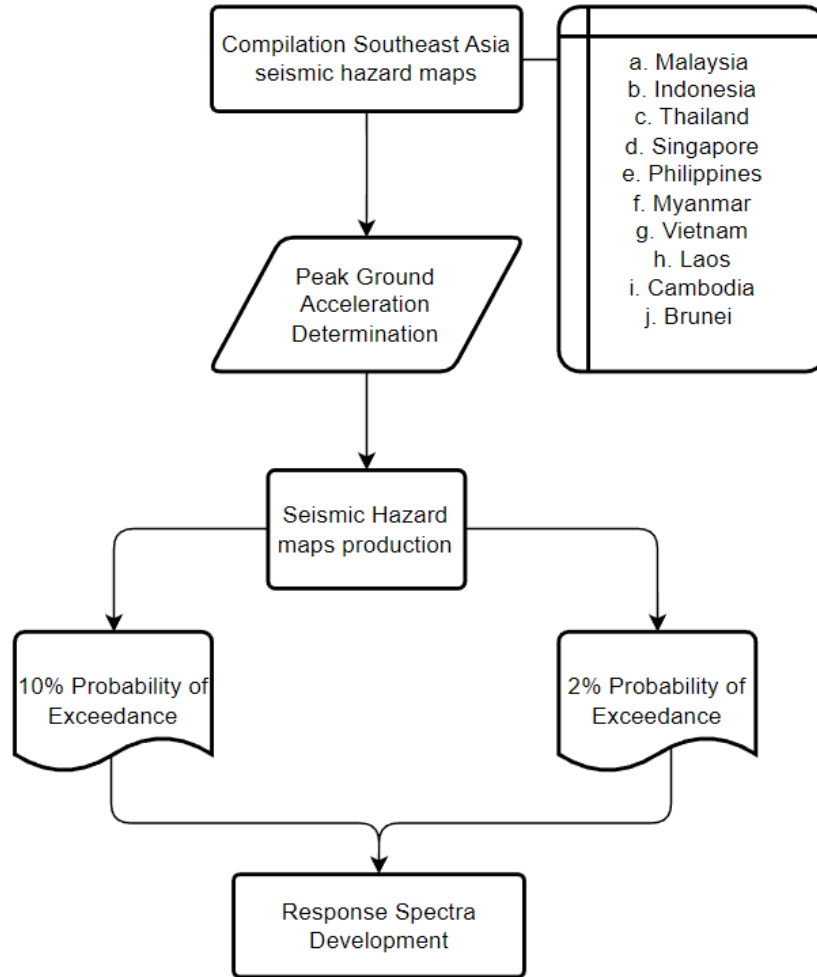 Compilation Southeast Asia
seismic hazard maps
a. Malaysia
b. Indonesia
c. Thailand
d. Singapore
e. Philippines
f. Myanmar
g. Vietnam
h. Laos
i. Cambodia
j. Brunei
Peak Ground
Acceleration
Determination
Seismic Hazard
maps production
10% Probability of
Exceedance
2% Probability of
Exceedance
Response Spectra
Development